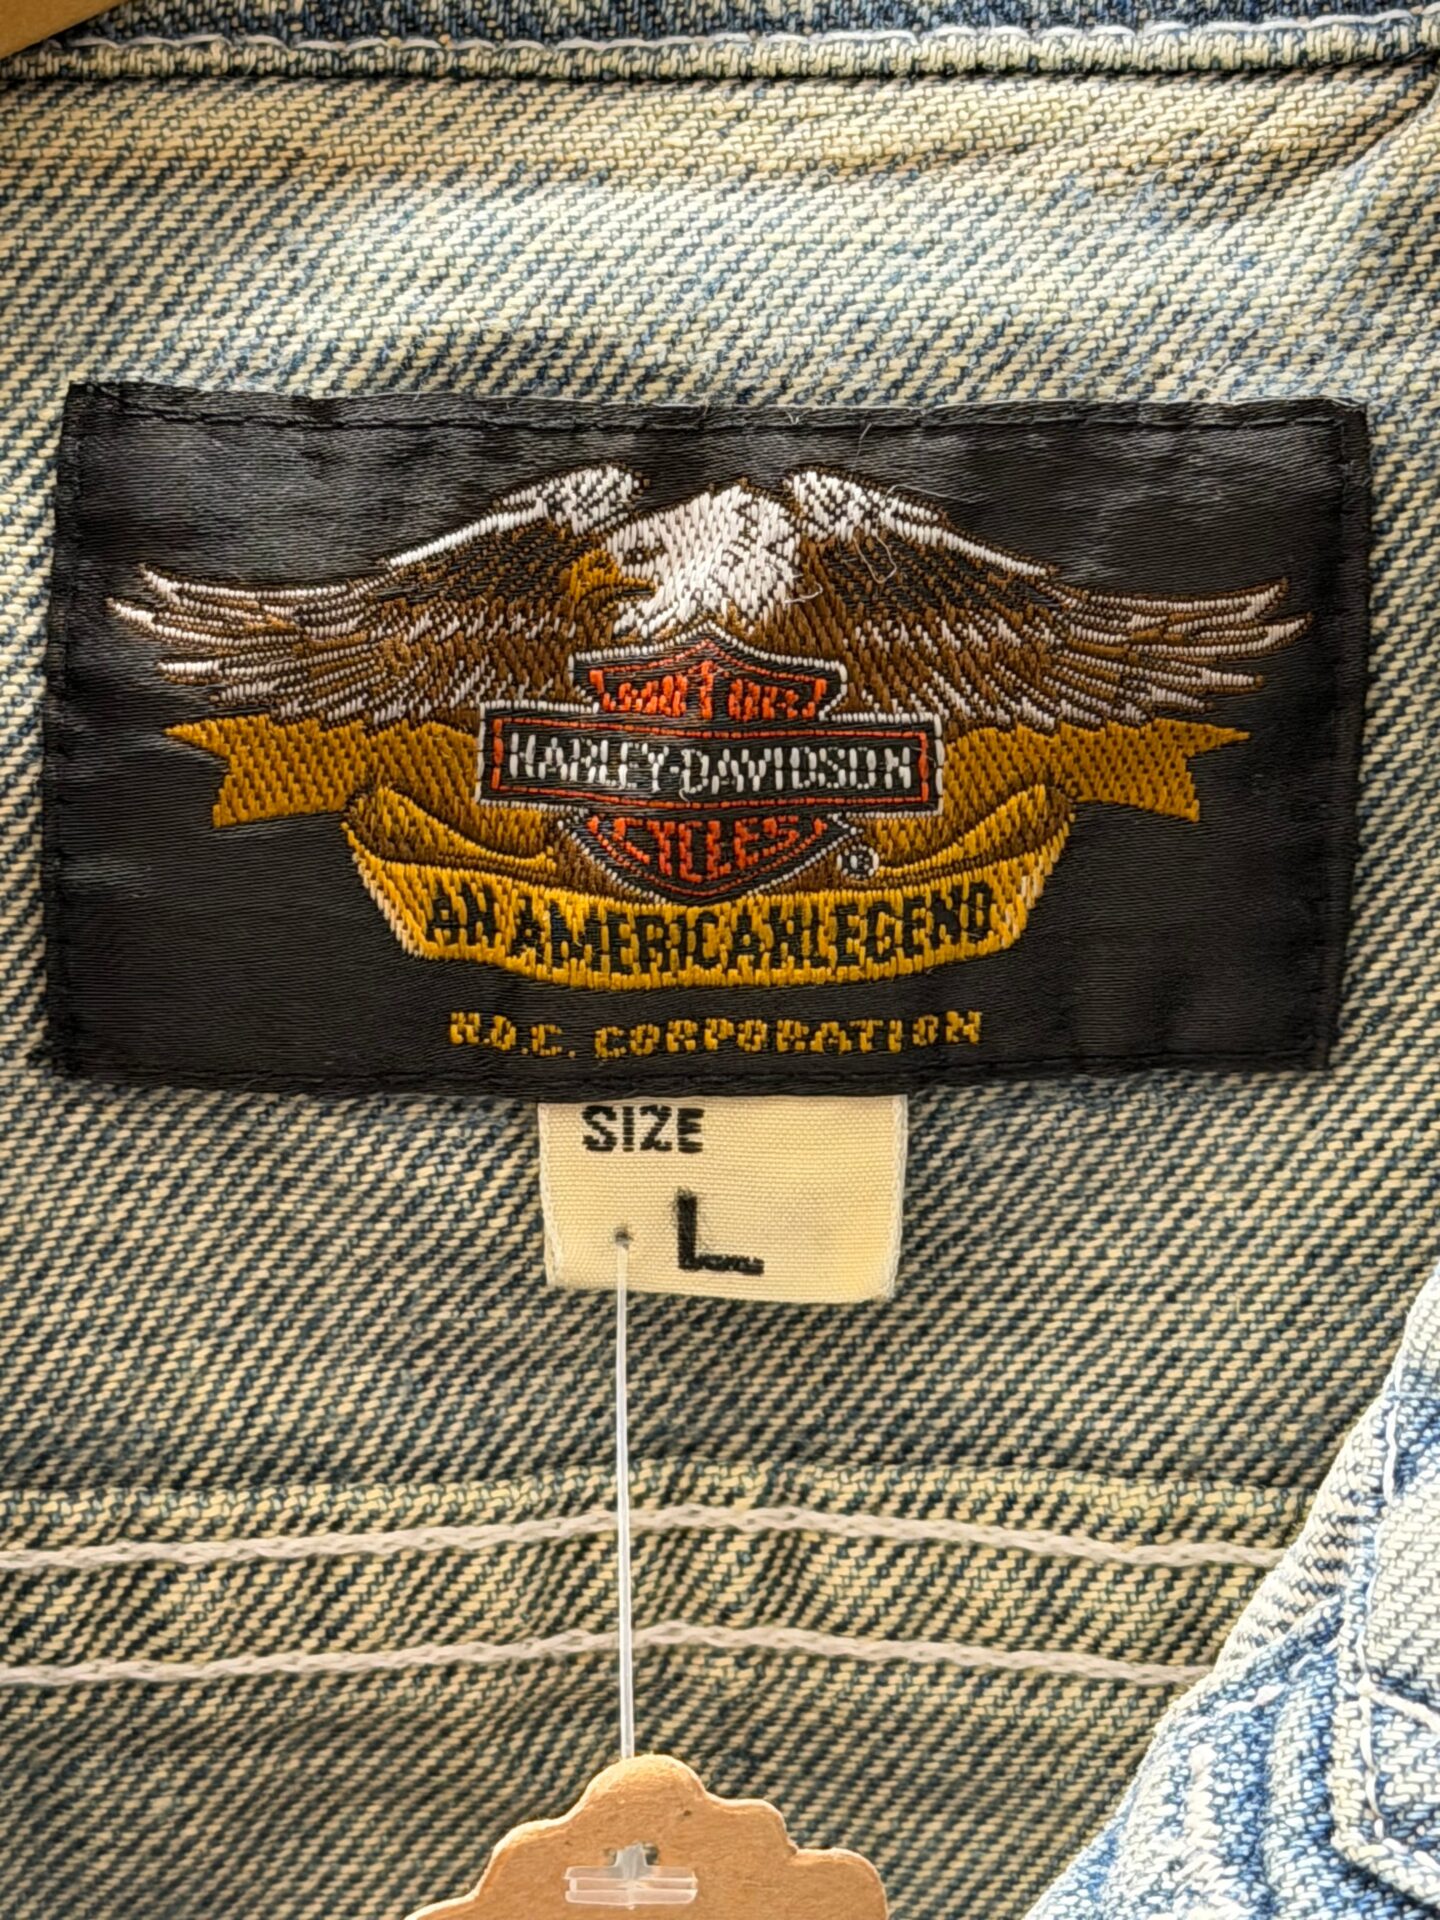 MOTOR
HARLEY-DAVIDSON
CYCLES
®
AN AMERICAN LEGEND
H.D.C. CORPORATION
SIZE
L